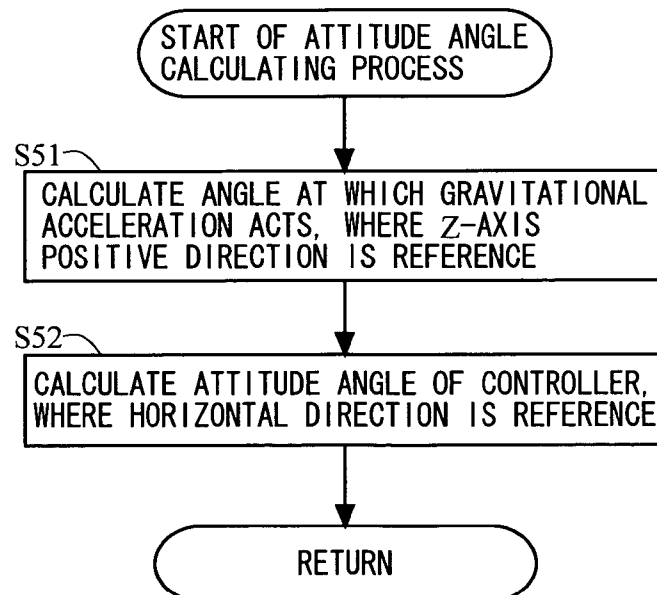 START OF ATTITUDE ANGLE
CALCULATING PROCESS
S51
CALCULATE ANGLE AT WHICH GRAVITATIONAL
ACCELERATION ACTS, WHERE Z-AXIS
POSITIVE DIRECTION IS REFERENCE
S52
CALCULATE ATTITUDE ANGLE OF CONTROLLER,
WHERE HORIZONTAL DIRECTION IS REFERENCE
RETURN